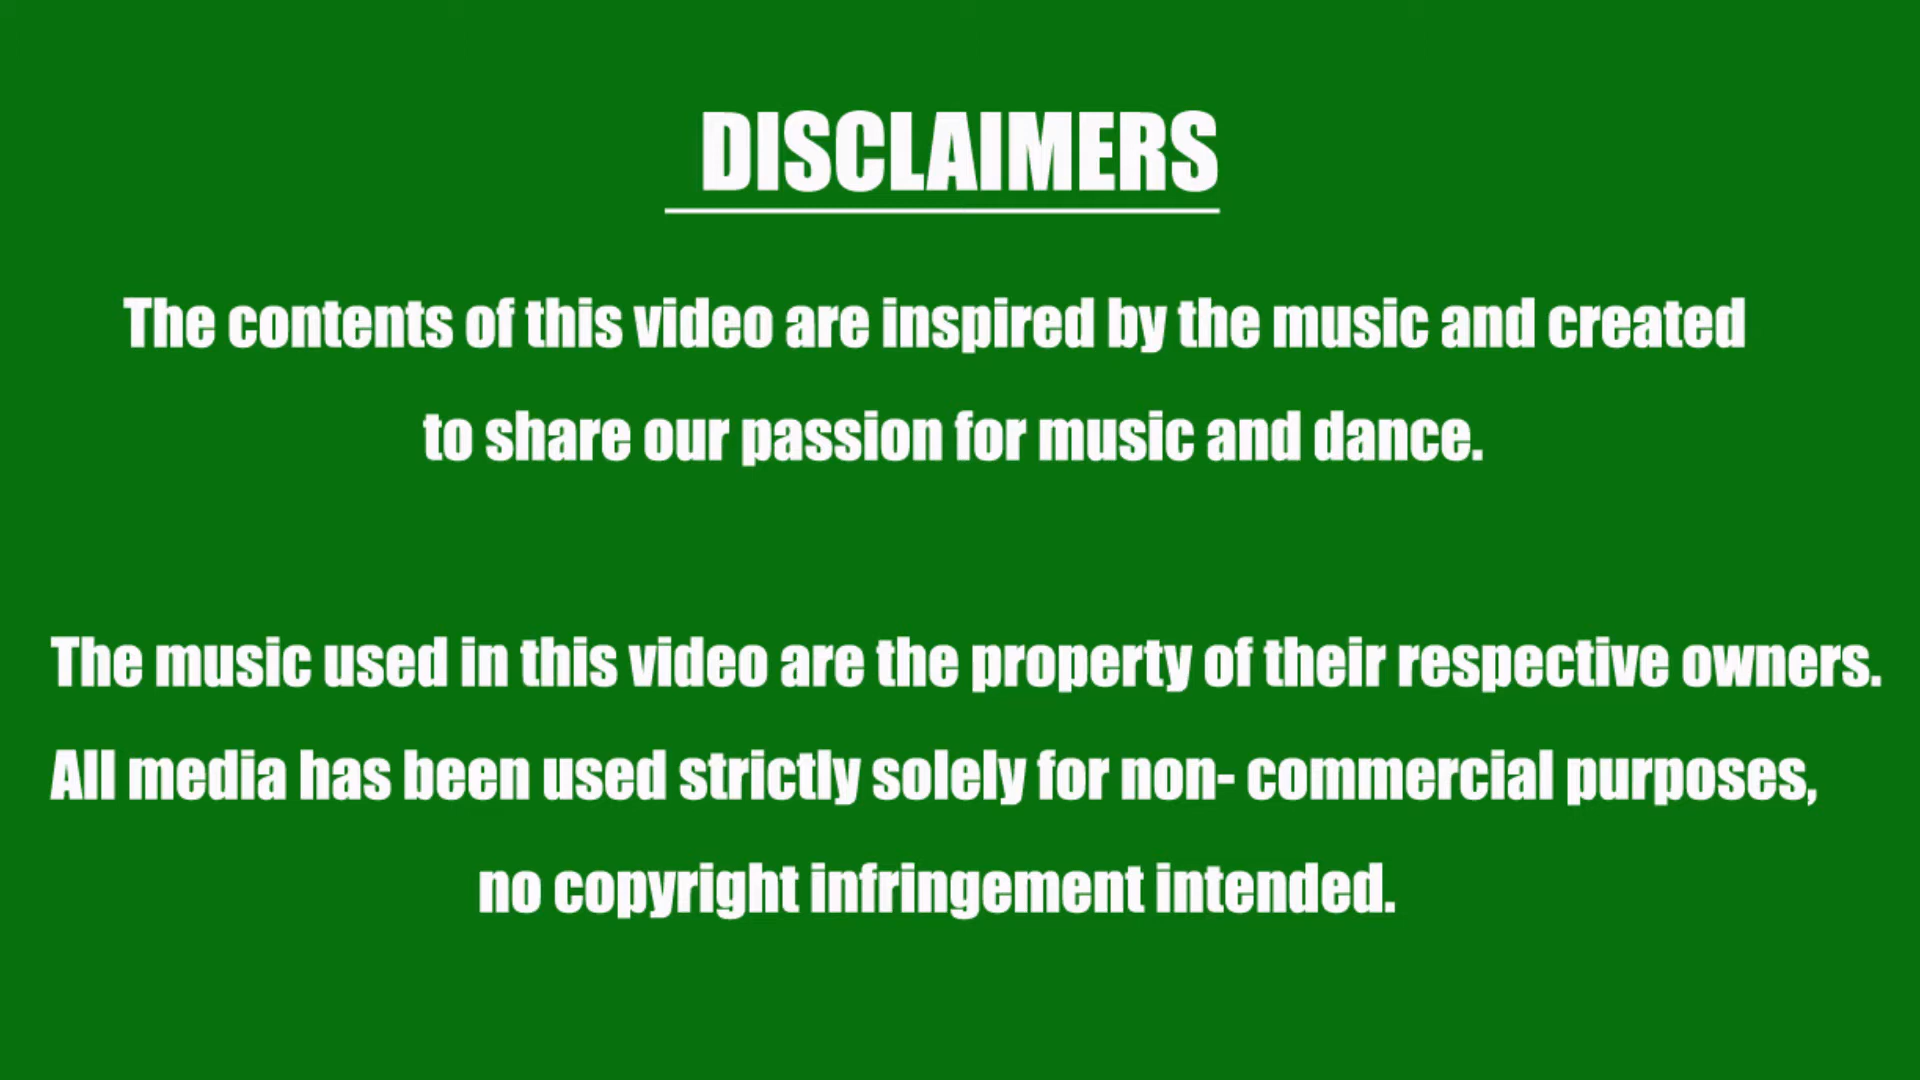 DISCLAIMERS
The contents of this video are inspired by the music and created
to share our passion for music and dance.
The music used in this video are the property of their respective owners.
All media has been used strictly solely for non- commercial purposes,
no copyright infringement intended.